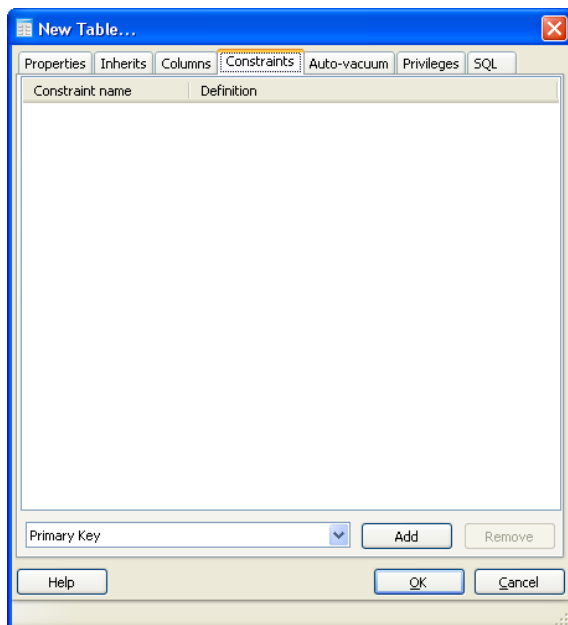 New Table...
Properties Inherits Columns Constraints Auto-vacuum Privileges SQL
Constraint name Definition
Primary Key Add Remove
Help OK Cancel